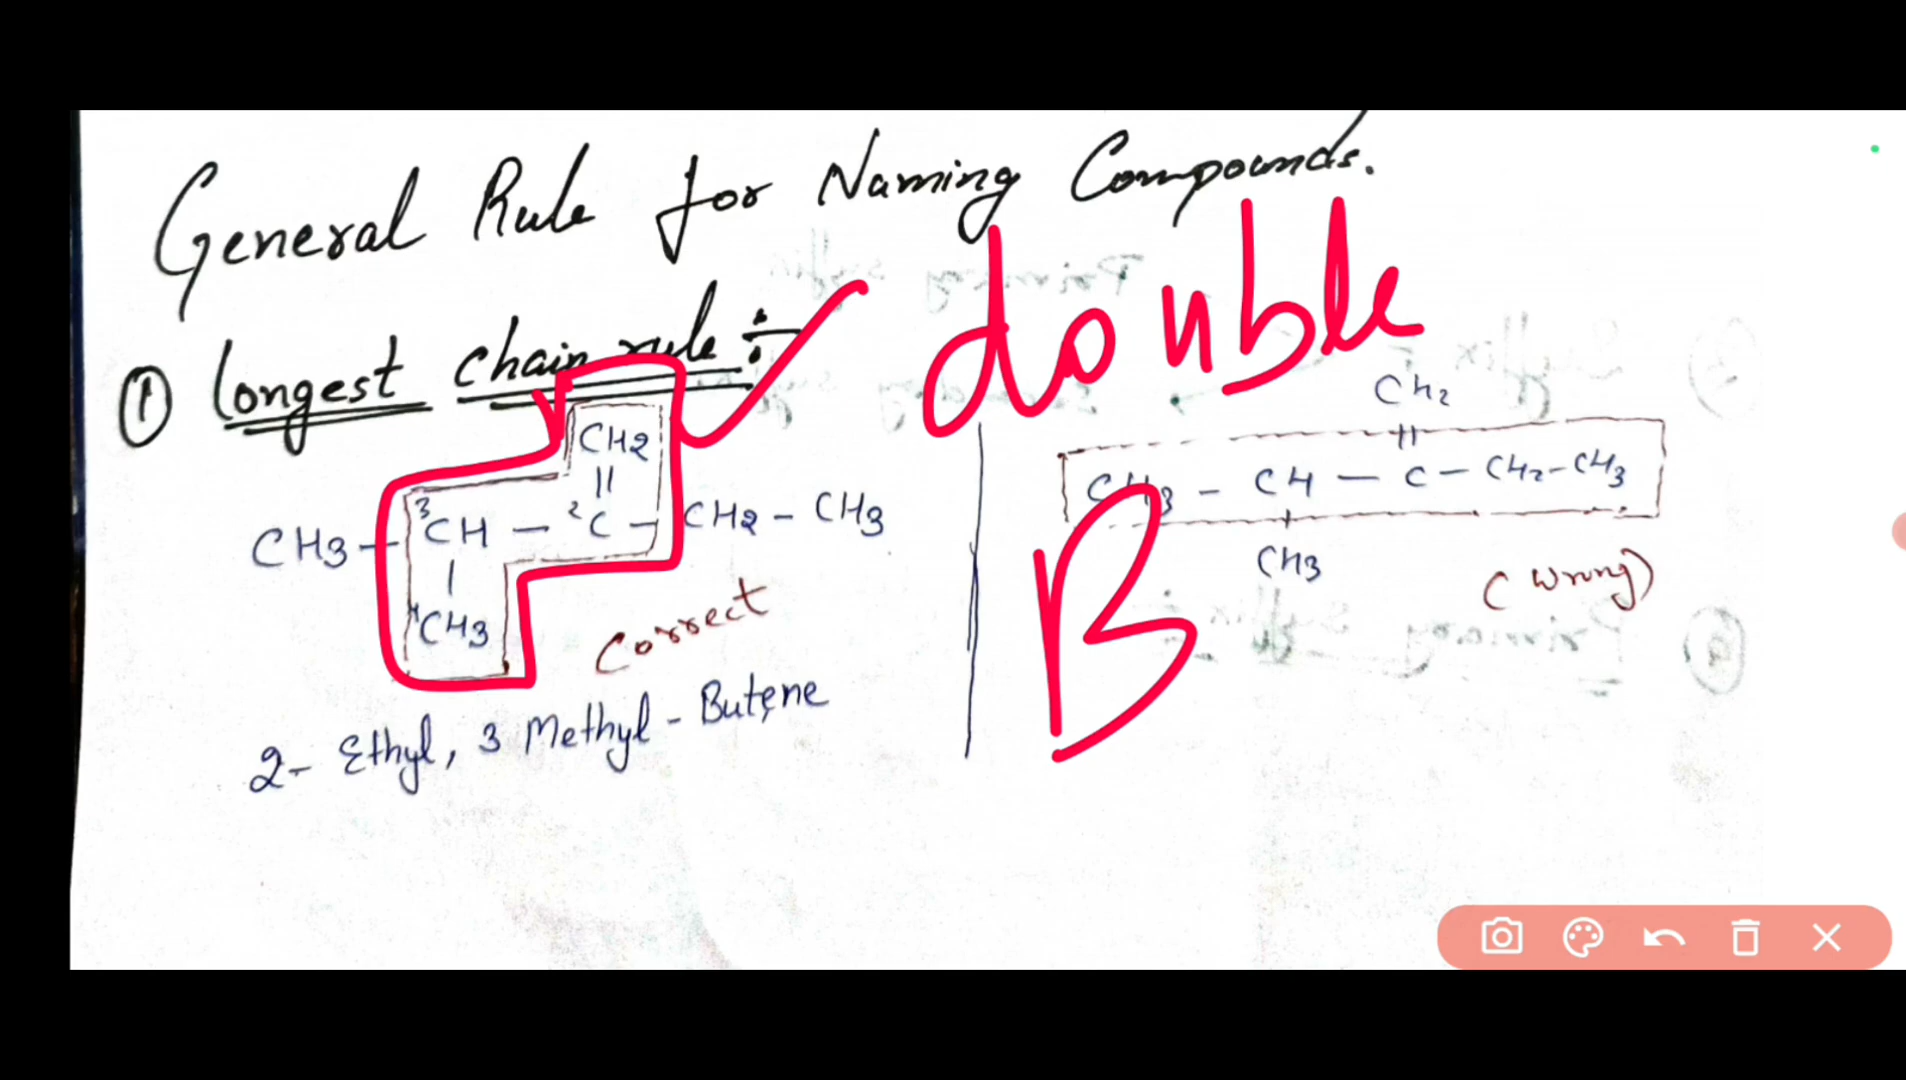 General Rule for Naming Compounds.
① Longest chain rule ÷
double
CH2
||
CH3 - ³CH - ²C - CH2 - CH3
|
⁴CH3
Correct
2- Ethyl, 3 Methyl - Butene
CH2
||
CH3 - CH - C - CH2 - CH3
|
CH3
(Wrong)
B